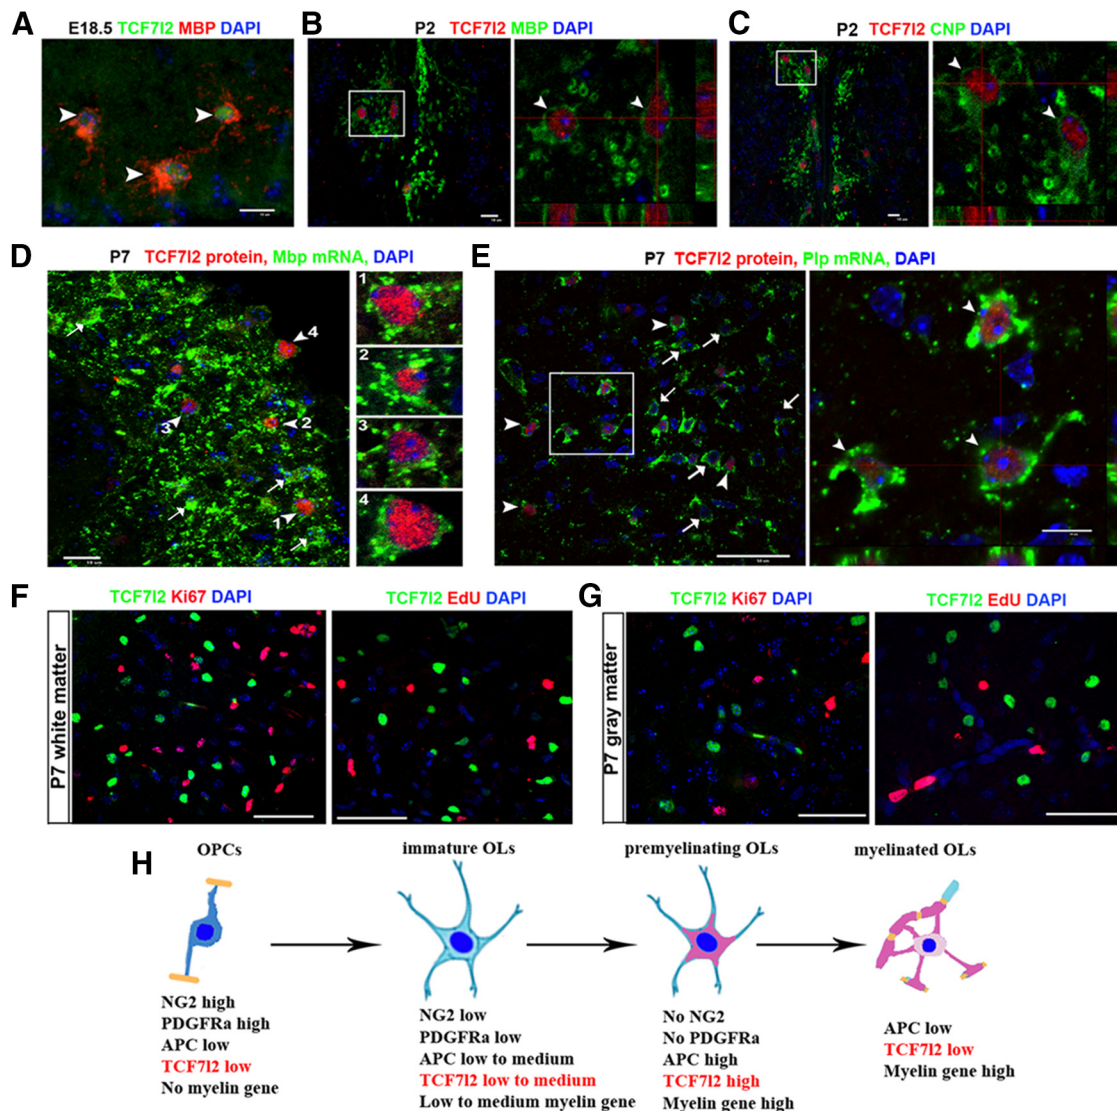 A E18.5 TCF7l2 MBP DAPI
B P2 TCF7l2 MBP DAPI
C P2 TCF7l2 CNP DAPI
D P7 TCF7l2 protein, Mbp mRNA, DAPI
1
2
3
4
4
3
2
1
E P7 TCF7l2 protein, Plp mRNA, DAPI
F
P7 white matter
TCF7l2 Ki67 DAPI
TCF7l2 EdU DAPI
G
P7 gray matter
TCF7l2 Ki67 DAPI
TCF7l2 EdU DAPI
H
OPCs
NG2 high
PDGFRa high
APC low
TCF7l2 low
No myelin gene
immature OLs
NG2 low
PDGFRa low
APC low to medium
TCF7l2 low to medium
Low to medium myelin gene
premyelinating OLs
No NG2
No PDGFRa
APC high
TCF7l2 high
Myelin gene high
myelinated OLs
APC low
TCF7l2 low
Myelin gene high